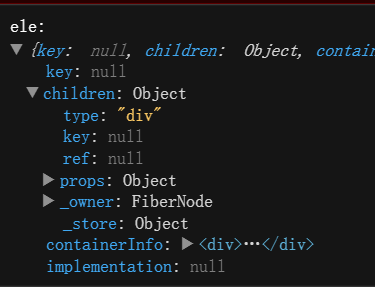 ele:
▼ {key: null, children: Object, contain
key: null
▼ children: Object
type: "div"
key: null
ref: null
▶ props: Object
▶ _owner: FiberNode
_store: Object
containerInfo: ▶ <div>…</div>
implementation: null